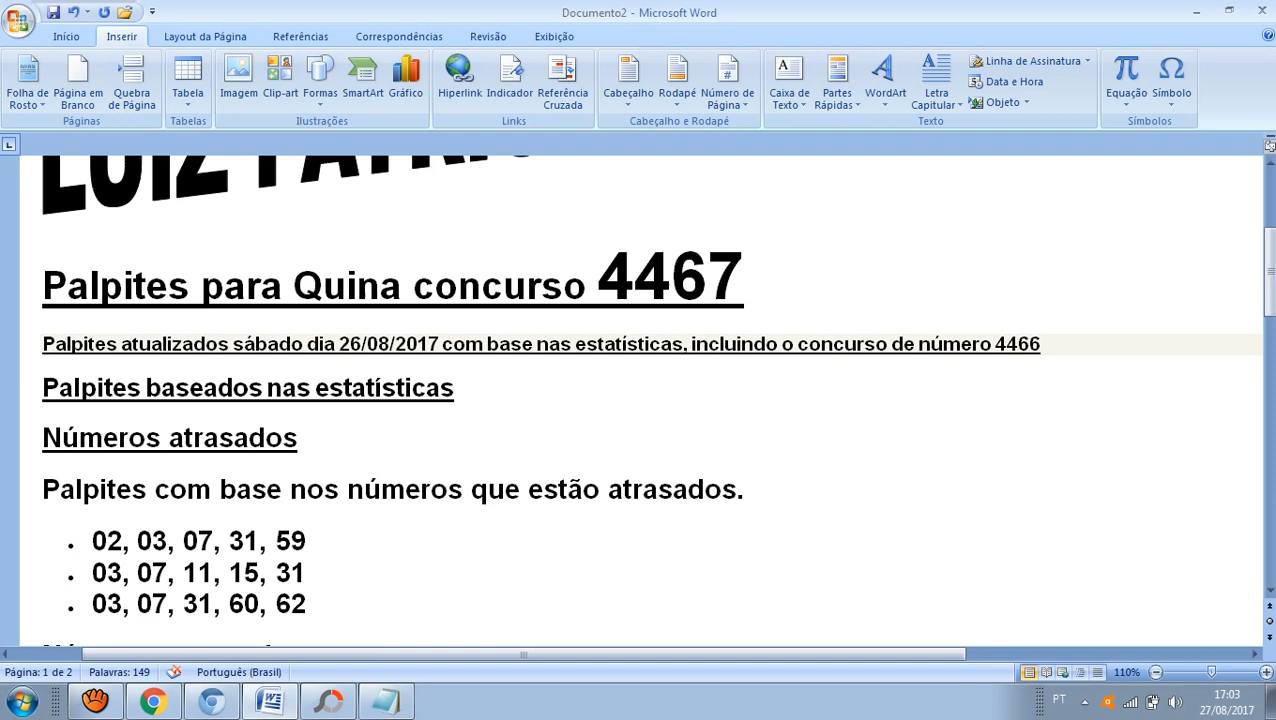 Documento2 - Microsoft Word
Início Inserir Layout da Página Referências Correspondências Revisão Exibição
Folha de Rosto Página em Branco Quebra de Página Tabela Imagem Clip-art Formas SmartArt Gráfico Hiperlink Indicador Referência Cruzada Cabeçalho Rodapé Número de Página Caixa de Texto Partes Rápidas WordArt Letra Capitular Linha de Assinatura Data e Hora Objeto Equação Símbolo
Páginas Tabelas Ilustrações Links Cabeçalho e Rodapé Texto Símbolos
LUIZ
Palpites para Quina concurso 4467
Palpites atualizados sábado dia 26/08/2017 com base nas estatísticas, incluindo o concurso de número 4466
Palpites baseados nas estatísticas
Números atrasados
Palpites com base nos números que estão atrasados.
• 02, 03, 07, 31, 59
• 03, 07, 11, 15, 31
• 03, 07, 31, 60, 62
Página: 1 de 2 Palavras: 149 Português (Brasil) 110%
PT 17:03
27/08/2017